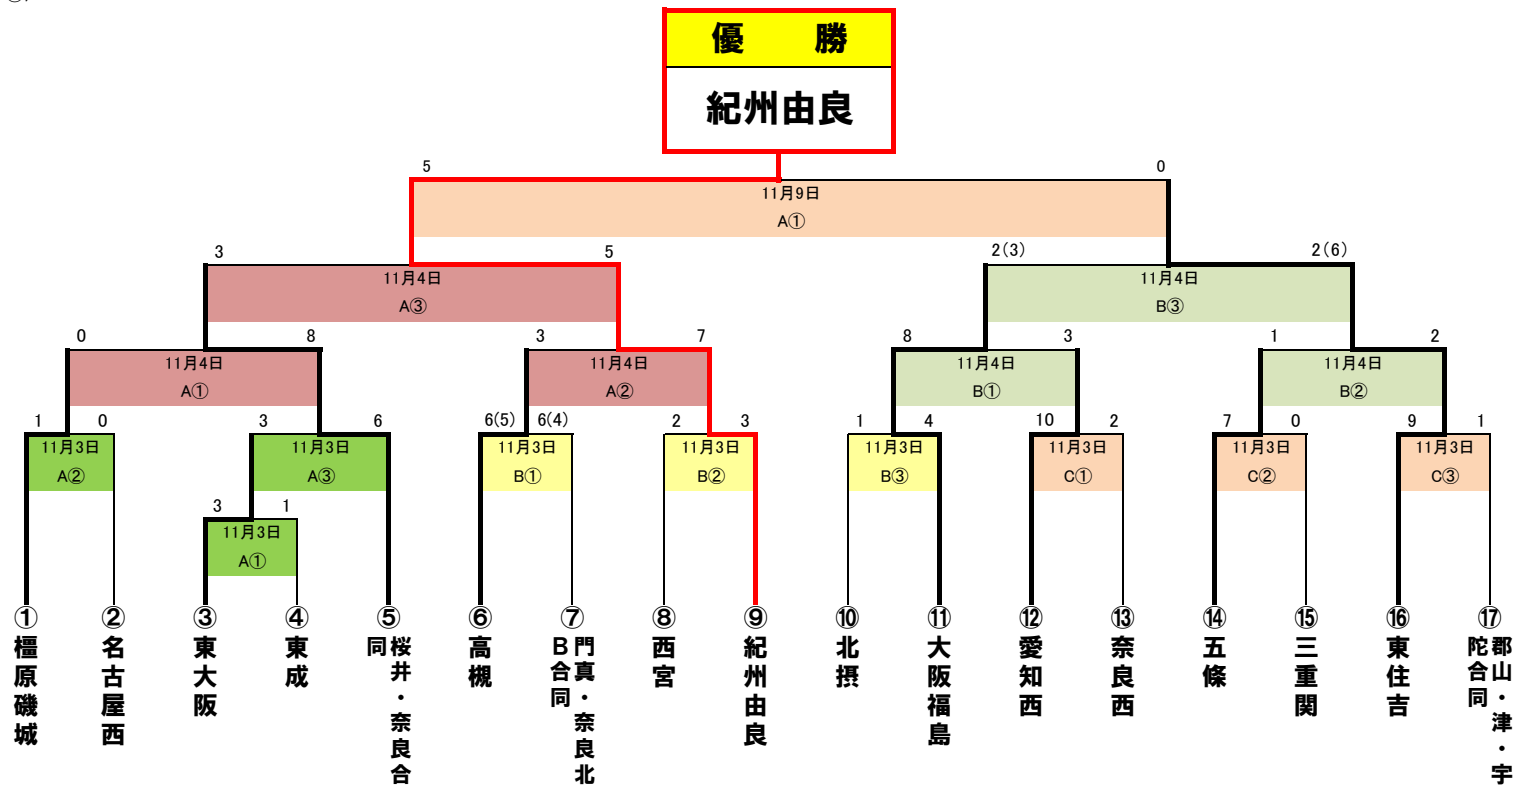 優　勝
紀州由良
5 0
11月9日
A①
3 5 2(3) 2(6)
11月4日 11月4日
A③ B③
0 8 3 7 8 3 1 2
11月4日 11月4日 11月4日 11月4日
A① A② B① B②
1 0 3 6 6(5) 6(4) 2 3 1 4 10 2 7 0 9 1
11月3日 11月3日 11月3日 11月3日 11月3日 11月3日 11月3日 11月3日
A② A③ B① B② B③ C① C② C③
3 1
11月3日
A①
① ② ③ ④ ⑤ ⑥ ⑦ ⑧ ⑨ ⑩ ⑪ ⑫ ⑬ ⑭ ⑮ ⑯ ⑰
橿原磯城
名古屋西
東大阪
東成
桜井・奈良合
同
高槻
門真・奈良北
B合同
西宮
紀州由良
北摂
大阪福島
愛知西
奈良西
五條
三重関
東住吉
郡山・津・宇
陀合同